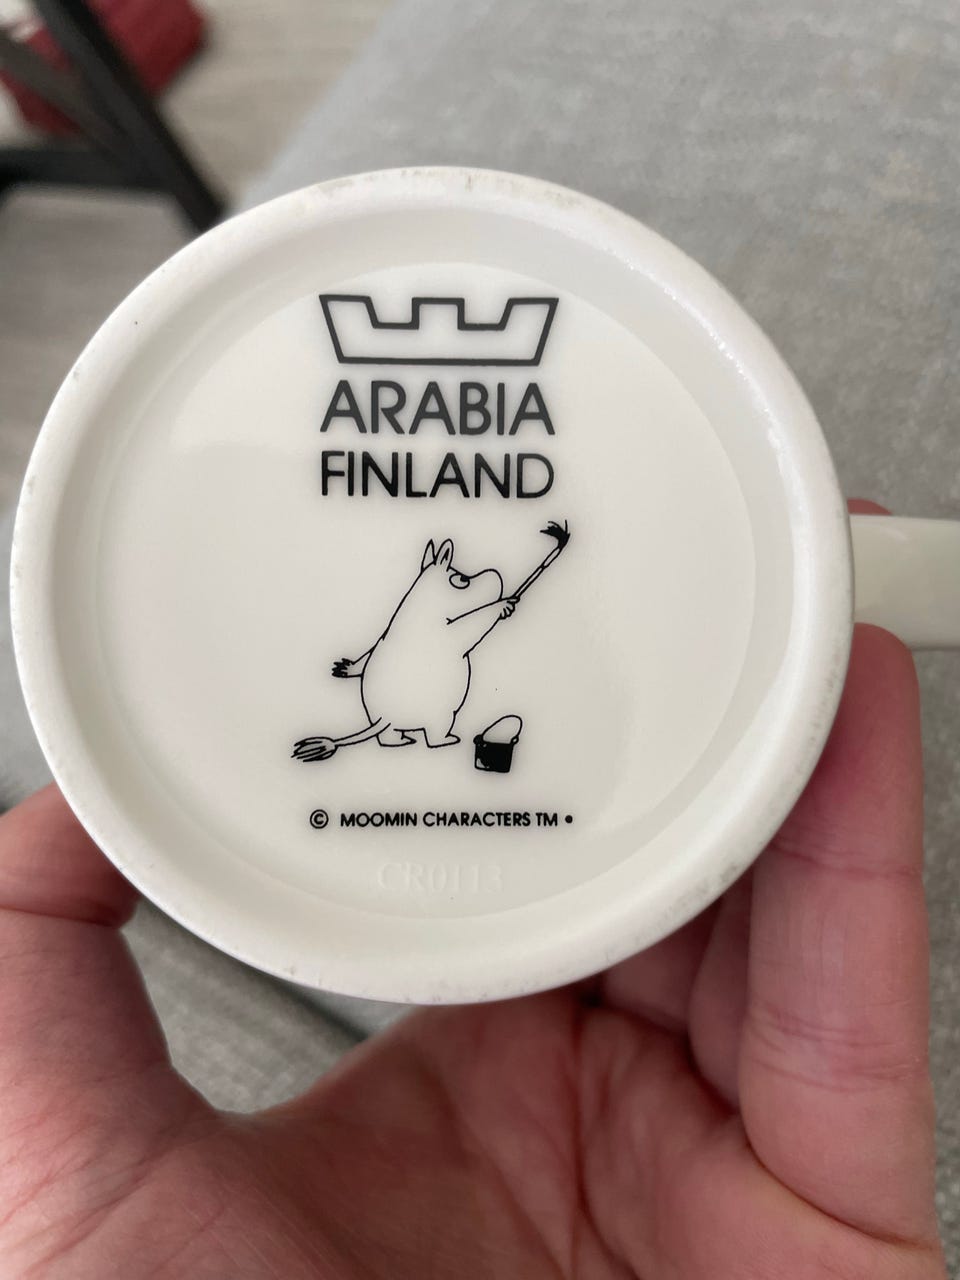 ARABIA
FINLAND
© MOOMIN CHARACTERS TM •
CR0113